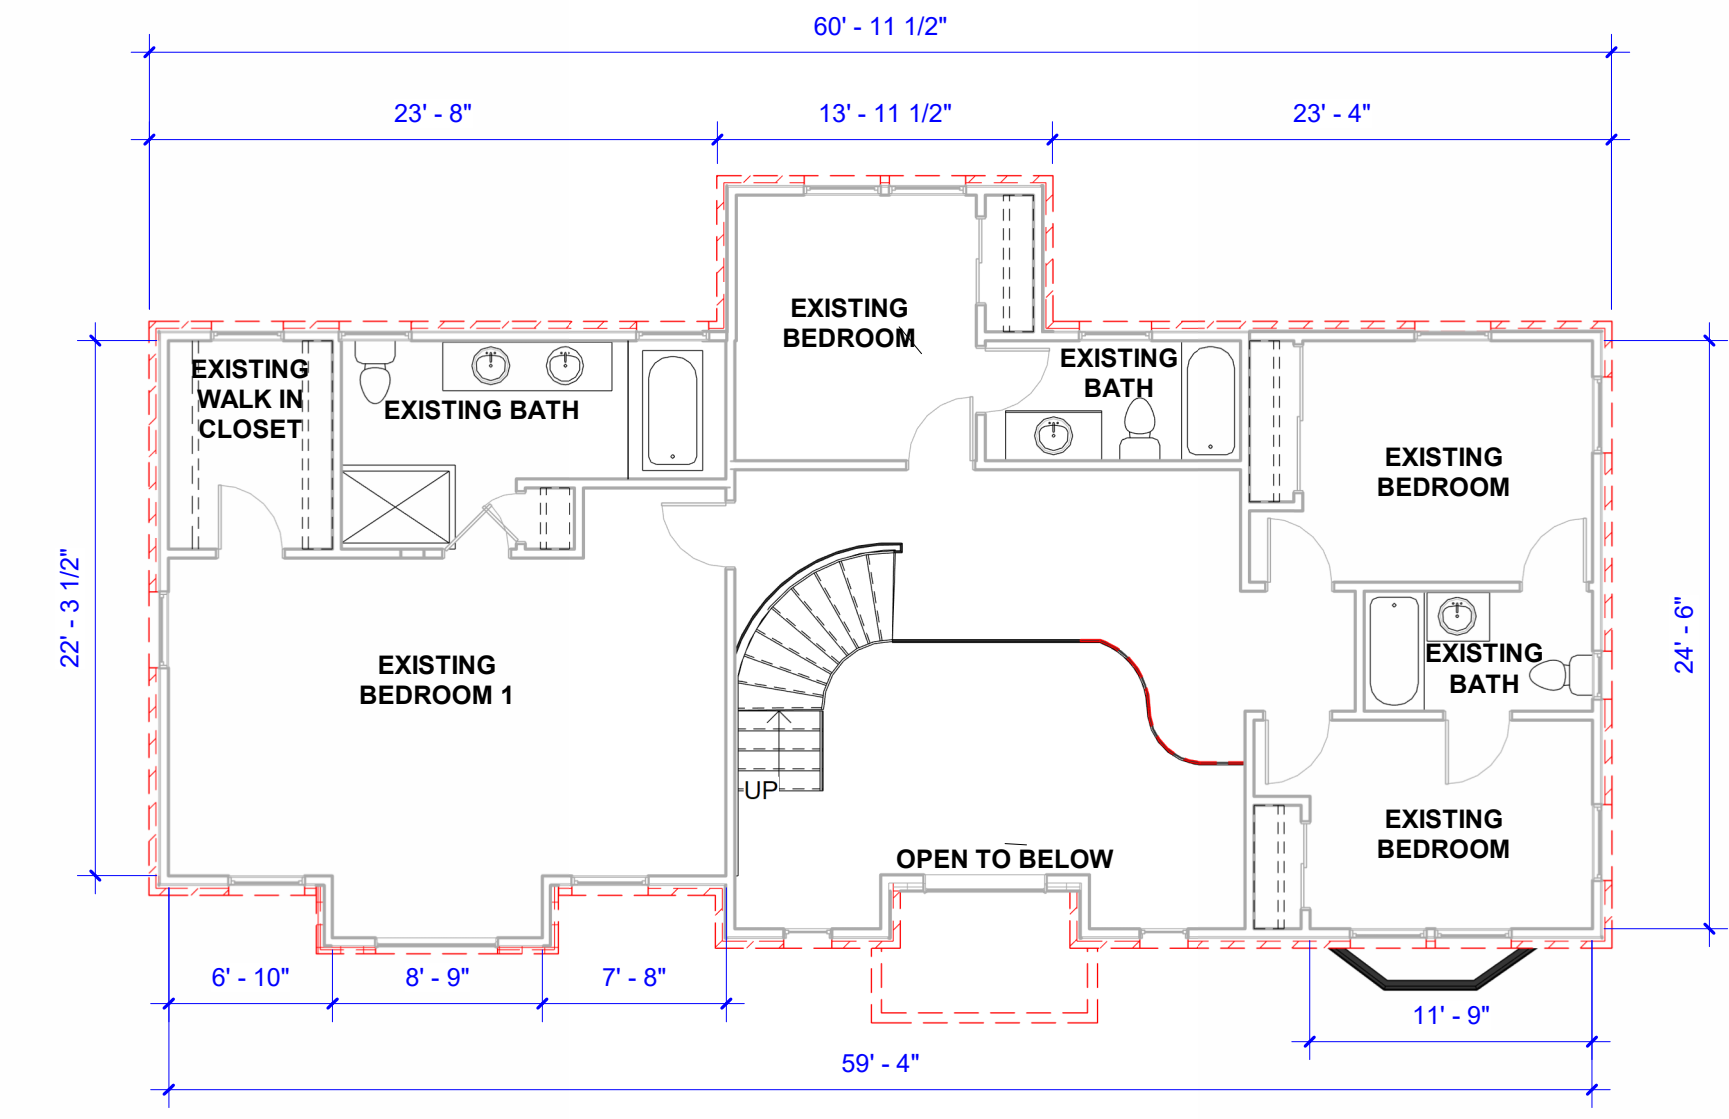 60' - 11 1/2"
23' - 8"
13' - 11 1/2"
23' - 4"
EXISTING
BEDROOM
EXISTING
WALK IN
CLOSET
EXISTING BATH
EXISTING
BATH
EXISTING
BEDROOM
22' - 3 1/2"
24' - 6"
EXISTING
BEDROOM 1
EXISTING
BATH
UP
OPEN TO BELOW
EXISTING
BEDROOM
6' - 10"
8' - 9"
7' - 8"
11' - 9"
59' - 4"